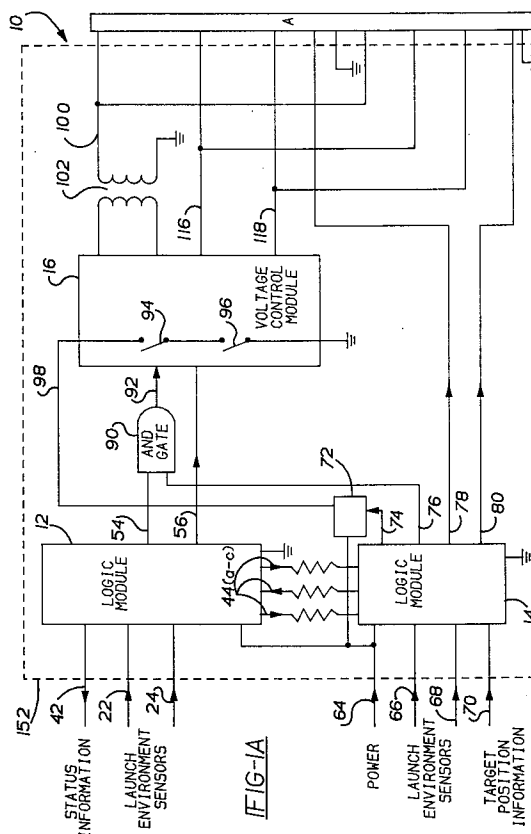 10
A
100
102
116
118
16
VOLTAGE
CONTROL
MODULE
94
96
98
92
90
AND
GATE
72
54
56
74
76
78
80
12
LOGIC
MODULE
44(a-c)
LOGIC
MODULE
14
152
42
22
24
64
66
68
70
STATUS
INFORMATION
LAUNCH
ENVIRONMENT
SENSORS
FIG-1A
POWER
LAUNCH
ENVIRONMENT
SENSORS
TARGET
POSITION
INFORMATION